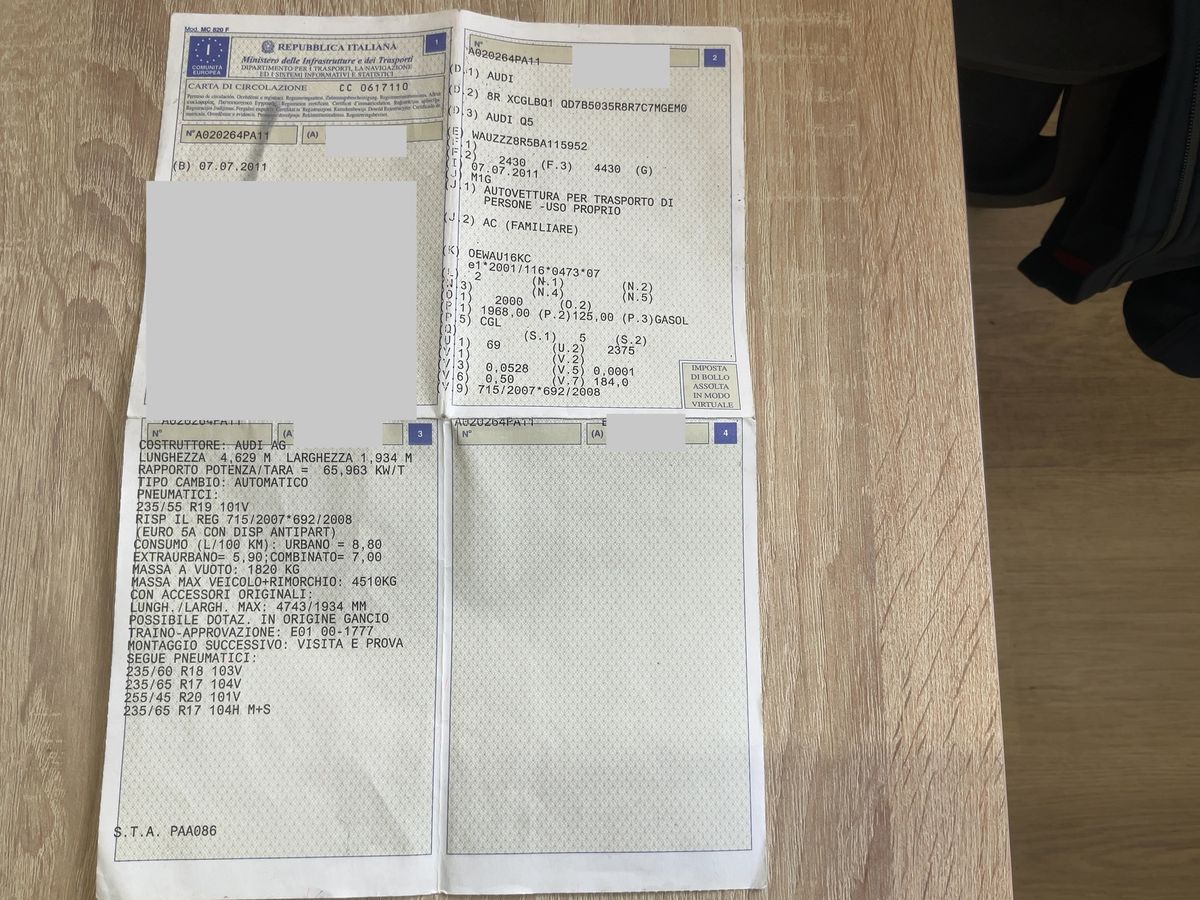 Mod. MC 820 F
I
COMUNITÀ EUROPEA
REPUBBLICA ITALIANA
Ministero delle Infrastrutture e dei Trasporti
DIPARTIMENTO PER I TRASPORTI, LA NAVIGAZIONE
ED I SISTEMI INFORMATIVI E STATISTICI
1
CARTA DI CIRCOLAZIONE CC 0617110
N° A020264PA11 (A)
(B) 07.07.2011
N°
A020264PA11
2
(D.1) AUDI
(D.2) 8R XCGLBQ1 QD7B5035R8R7C7MGEM0
(D.3) AUDI Q5
(E) WAUZZZ8R5BA115952
(F.1)
(F.2) 2430 (F.3) 4430 (G)
(I) 07.07.2011
(J) M1G
(J.1) AUTOVETTURA PER TRASPORTO DI
PERSONE -USO PROPRIO
(J.2) AC (FAMILIARE)
(K) OEWAU16KC
e1*2001/116*0473*07
(L) 2 (N.1) (N.2)
(N.3) (N.4) (N.5)
(O.1) 2000 (O.2)
(P.1) 1968,00 (P.2)125,00 (P.3)GASOL
(P.5) CGL
(Q) (S.1) 5 (S.2)
(U.1) 69 (U.2) 2375
(V.1) (V.2)
(V.3) 0,0528 (V.5) 0,0001
(V.6) 0,50 (V.7) 184,0
(V.9) 715/2007*692/2008
IMPOSTA
DI BOLLO
ASSOLTA
IN MODO
VIRTUALE
A020264PA11
N° (A) 3
COSTRUTTORE: AUDI AG
LUNGHEZZA 4,629 M LARGHEZZA 1,934 M
RAPPORTO POTENZA/TARA = 65,963 KW/T
TIPO CAMBIO: AUTOMATICO
PNEUMATICI:
235/55 R19 101V
RISP IL REG 715/2007*692/2008
(EURO 5A CON DISP ANTIPART)
CONSUMO (L/100 KM): URBANO = 8,80
EXTRAURBANO= 5,90;COMBINATO= 7,00
MASSA A VUOTO: 1820 KG
MASSA MAX VEICOLO+RIMORCHIO: 4510KG
CON ACCESSORI ORIGINALI:
LUNGH./LARGH. MAX: 4743/1934 MM
POSSIBILE DOTAZ. IN ORIGINE GANCIO
TRAINO-APPROVAZIONE: E01 00-1777
MONTAGGIO SUCCESSIVO: VISITA E PROVA
SEGUE PNEUMATICI:
235/60 R18 103V
235/65 R17 104V
255/45 R20 101V
235/65 R17 104H M+S
S.T.A. PAA086
A020264PA11
N° (A) 4